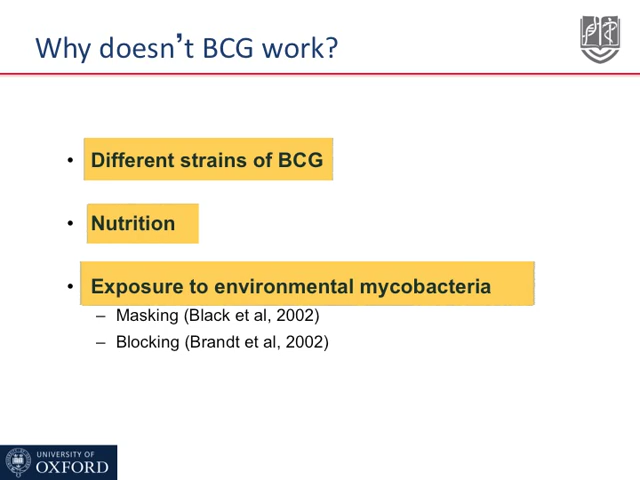 Why doesn’t BCG work?
• Different strains of BCG
• Nutrition
• Exposure to environmental mycobacteria
– Masking (Black et al, 2002)
– Blocking (Brandt et al, 2002)
UNIVERSITY OF
OXFORD